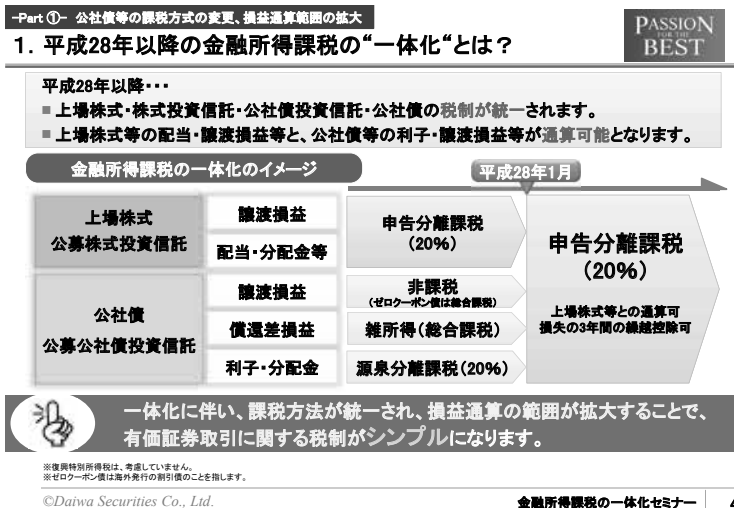 -Part ①- 公社債等の課税方式の変更、損益通算範囲の拡大
1．平成28年以降の金融所得課税の“一体化“とは？
PASSION
FOR THE
BEST
平成28年以降・・・
■ 上場株式・株式投資信託・公社債投資信託・公社債の税制が統一されます。
■ 上場株式等の配当・譲渡損益等と、公社債等の利子・譲渡損益等が通算可能となります。
金融所得課税の一体化のイメージ
平成28年1月
上場株式
公募株式投資信託
譲渡損益
配当・分配金等
申告分離課税
（20%）
公社債
公募公社債投資信託
譲渡損益
償還差損益
利子・分配金
非課税
（ゼロクーポン債は総合課税）
雑所得（総合課税）
源泉分離課税（20%）
申告分離課税
（20%）
上場株式等との通算可
損失の3年間の繰越控除可
一体化に伴い、課税方法が統一され、損益通算の範囲が拡大することで、
有価証券取引に関する税制がシンプルになります。
※復興特別所得税は、考慮していません。
※ゼロクーポン債は海外発行の割引債のことを指します。
©Daiwa Securities Co., Ltd.
金融所得課税の一体化セミナー
4